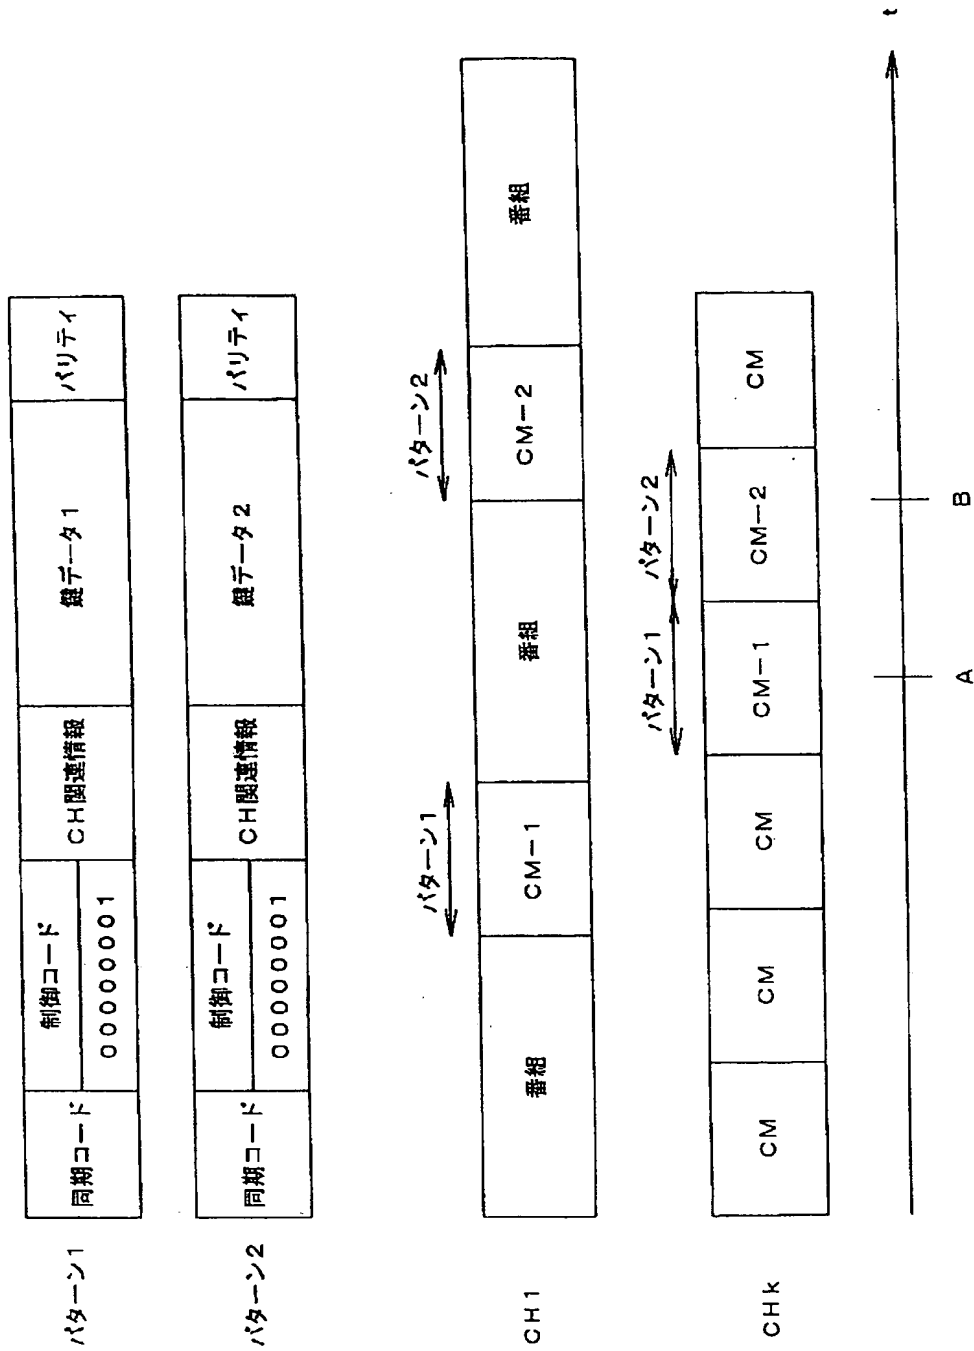 パターン1
同期コード
制御コード
00000001
CH関連情報
鍵データ1
パリティ
パターン2
同期コード
制御コード
00000001
CH関連情報
鍵データ2
パリティ
パターン1
パターン2
CH1
番組
CM-1
番組
CM-2
番組
パターン1
パターン2
CHk
CM
CM
CM
CM-1
CM-2
CM
A
B
t